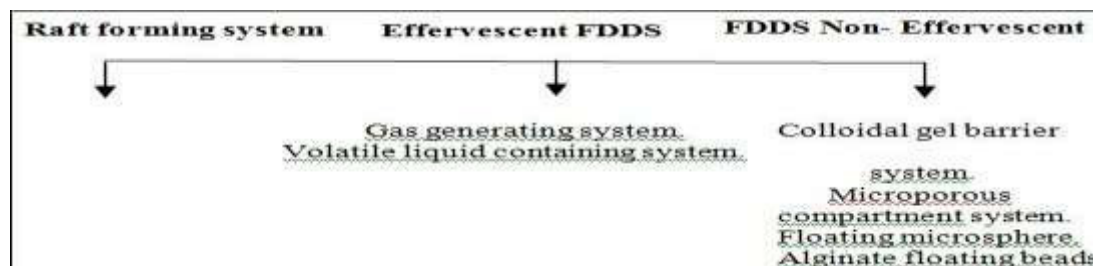 Raft forming system Effervescent FDDS FDDS Non- Effervescent
Gas generating system.
Volatile liquid containing system.
Colloidal gel barrier
system.
Microporous
compartment system.
Floating microsphere.
Alginate floating beads